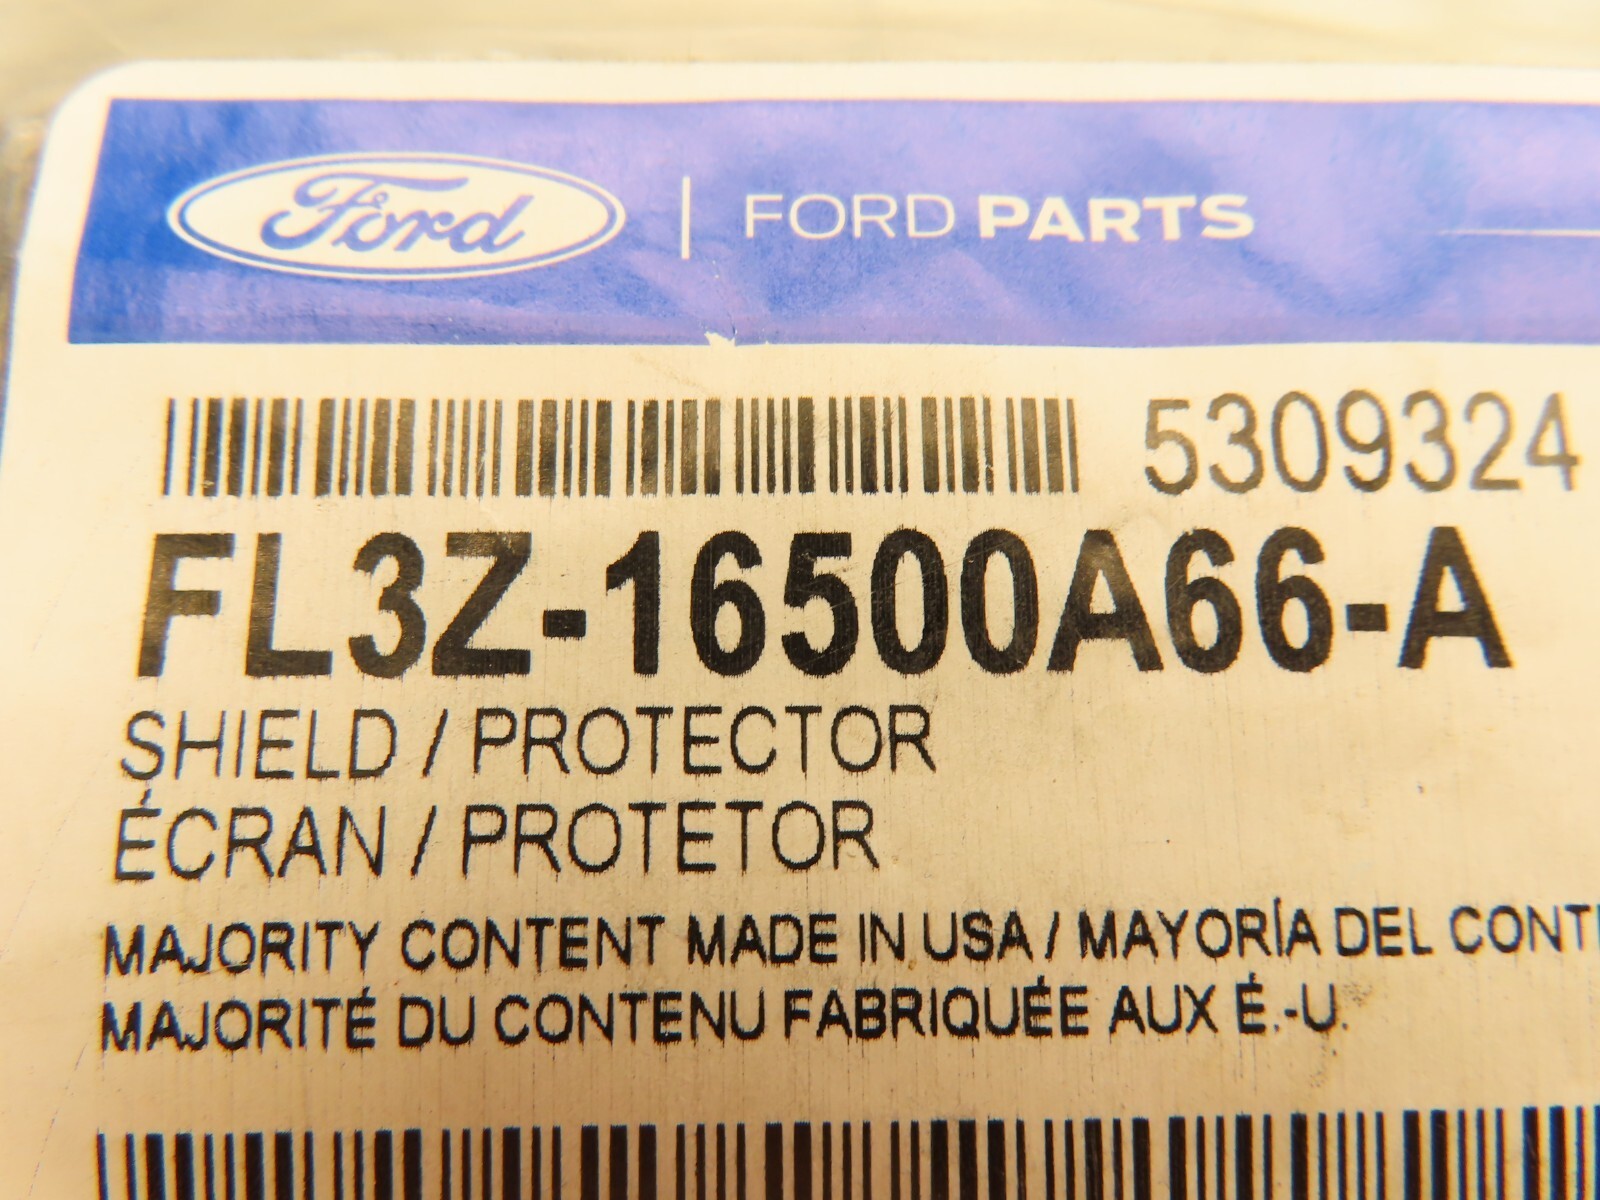 Ford | FORD PARTS
5309324
FL3Z-16500A66-A
SHIELD / PROTECTOR
ÉCRAN / PROTETOR
MAJORITY CONTENT MADE IN USA / MAYORÍA DEL
MAJORITÉ DU CONTENU FABRIQUÉE AUX É.-U.